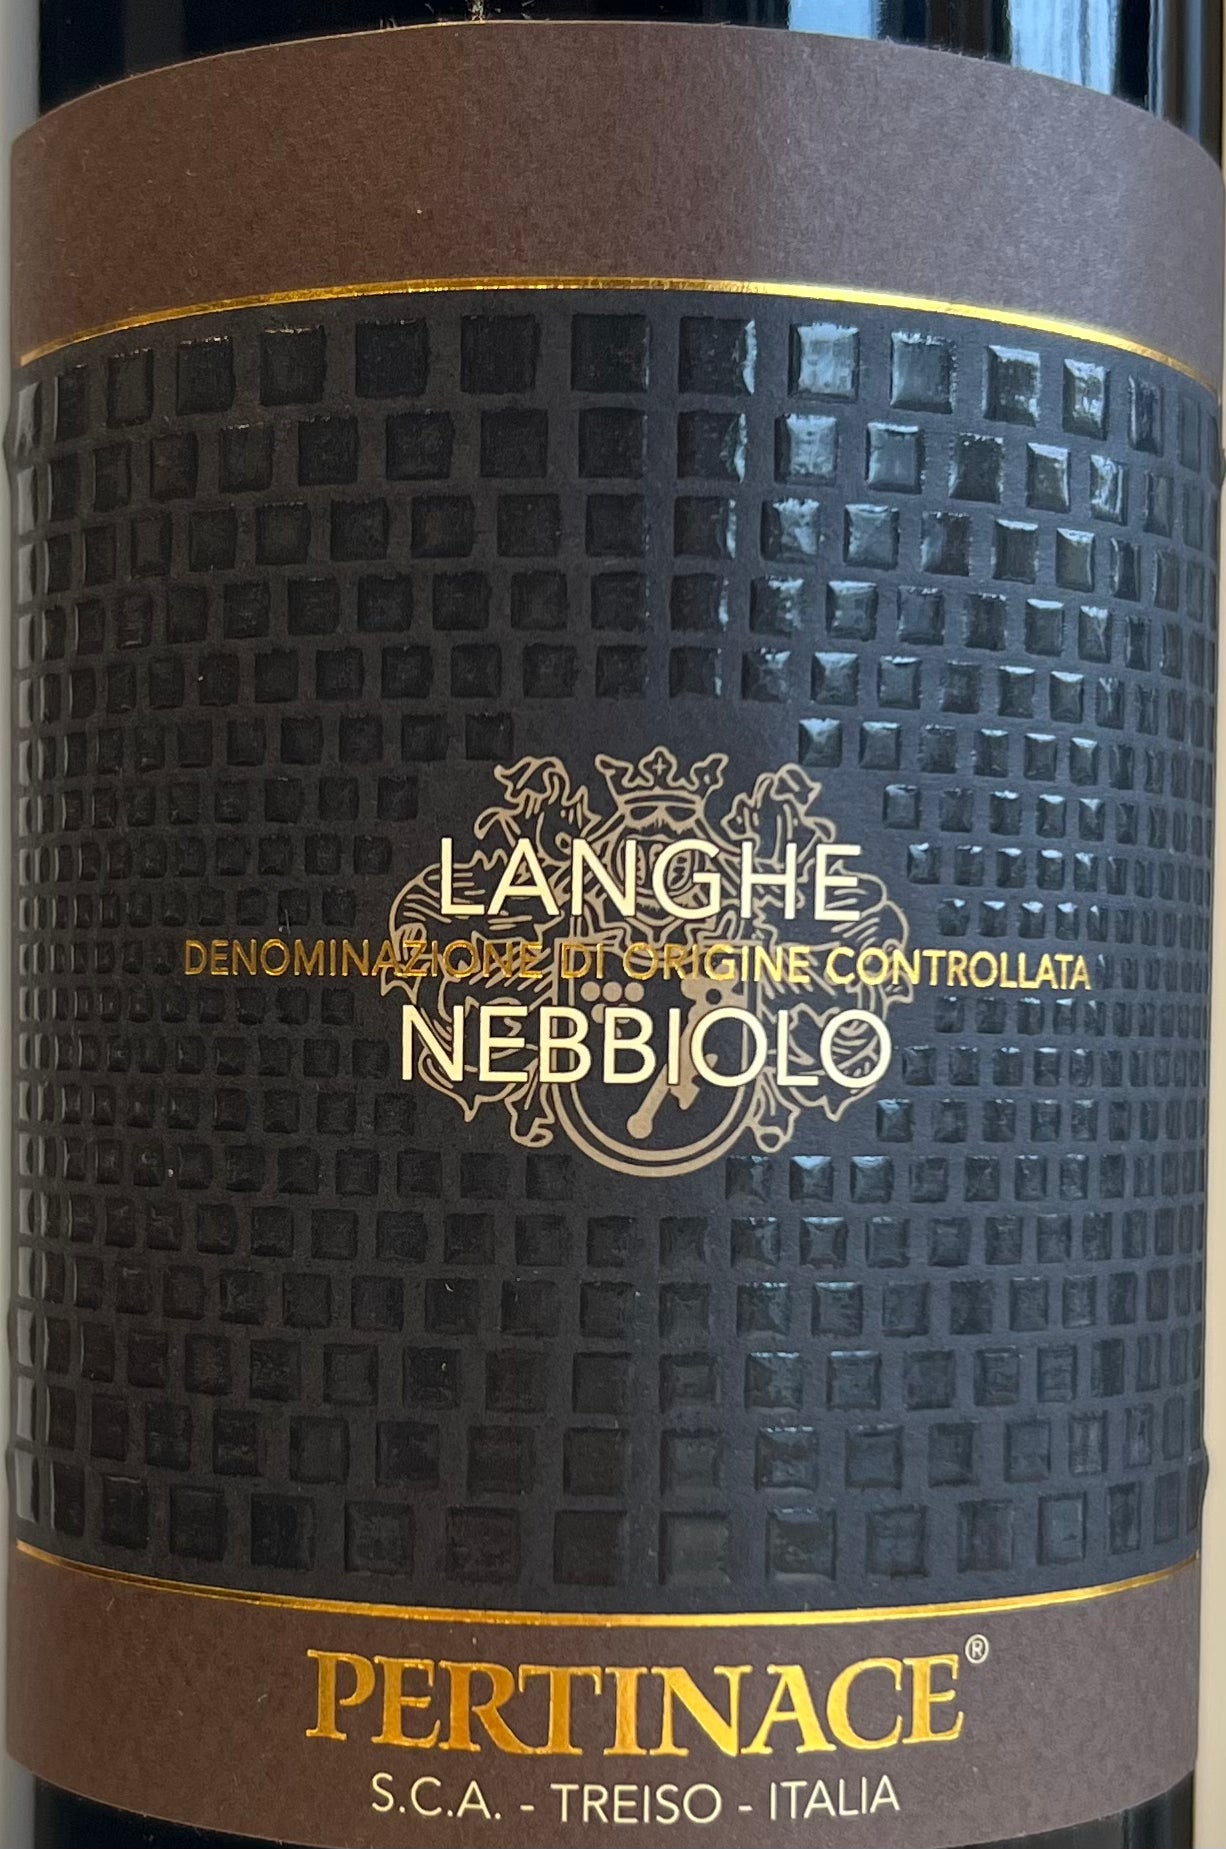 LANGHE
DENOMINAZIONE DI ORIGINE CONTROLLATA
NEBBIOLO
PERTINACE®
S.C.A. - TREISO - ITALIA